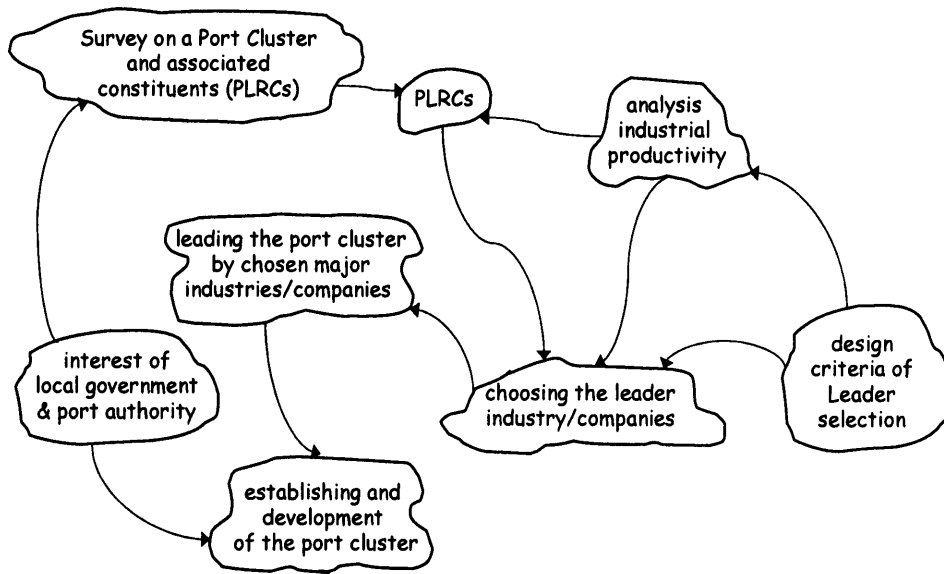 Survey on a Port Cluster
and associated
constituents (PLRCs)
PLRCs
analysis
industrial
productivity
leading the port cluster
by chosen major
industries/companies
interest of
local government
& port authority
choosing the leader
industry/companies
design
criteria of
Leader
selection
establishing and
development
of the port cluster